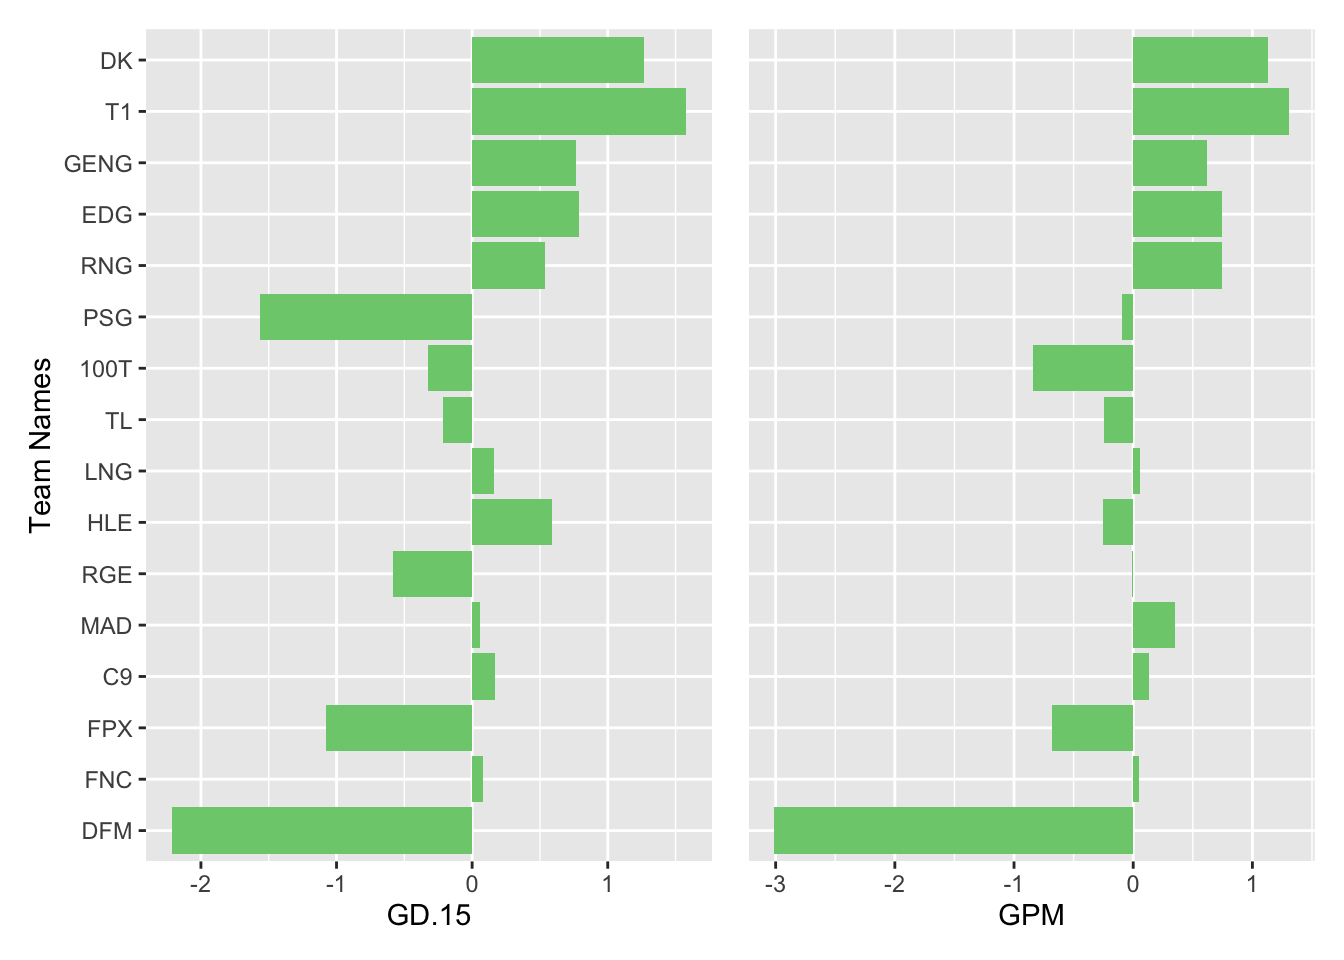 Team Names
DK
T1
GENG
EDG
RNG
PSG
100T
TL
LNG
HLE
RGE
MAD
C9
FPX
FNC
DFM
-2 -1 0 1
GD.15
-3 -2 -1 0 1
GPM